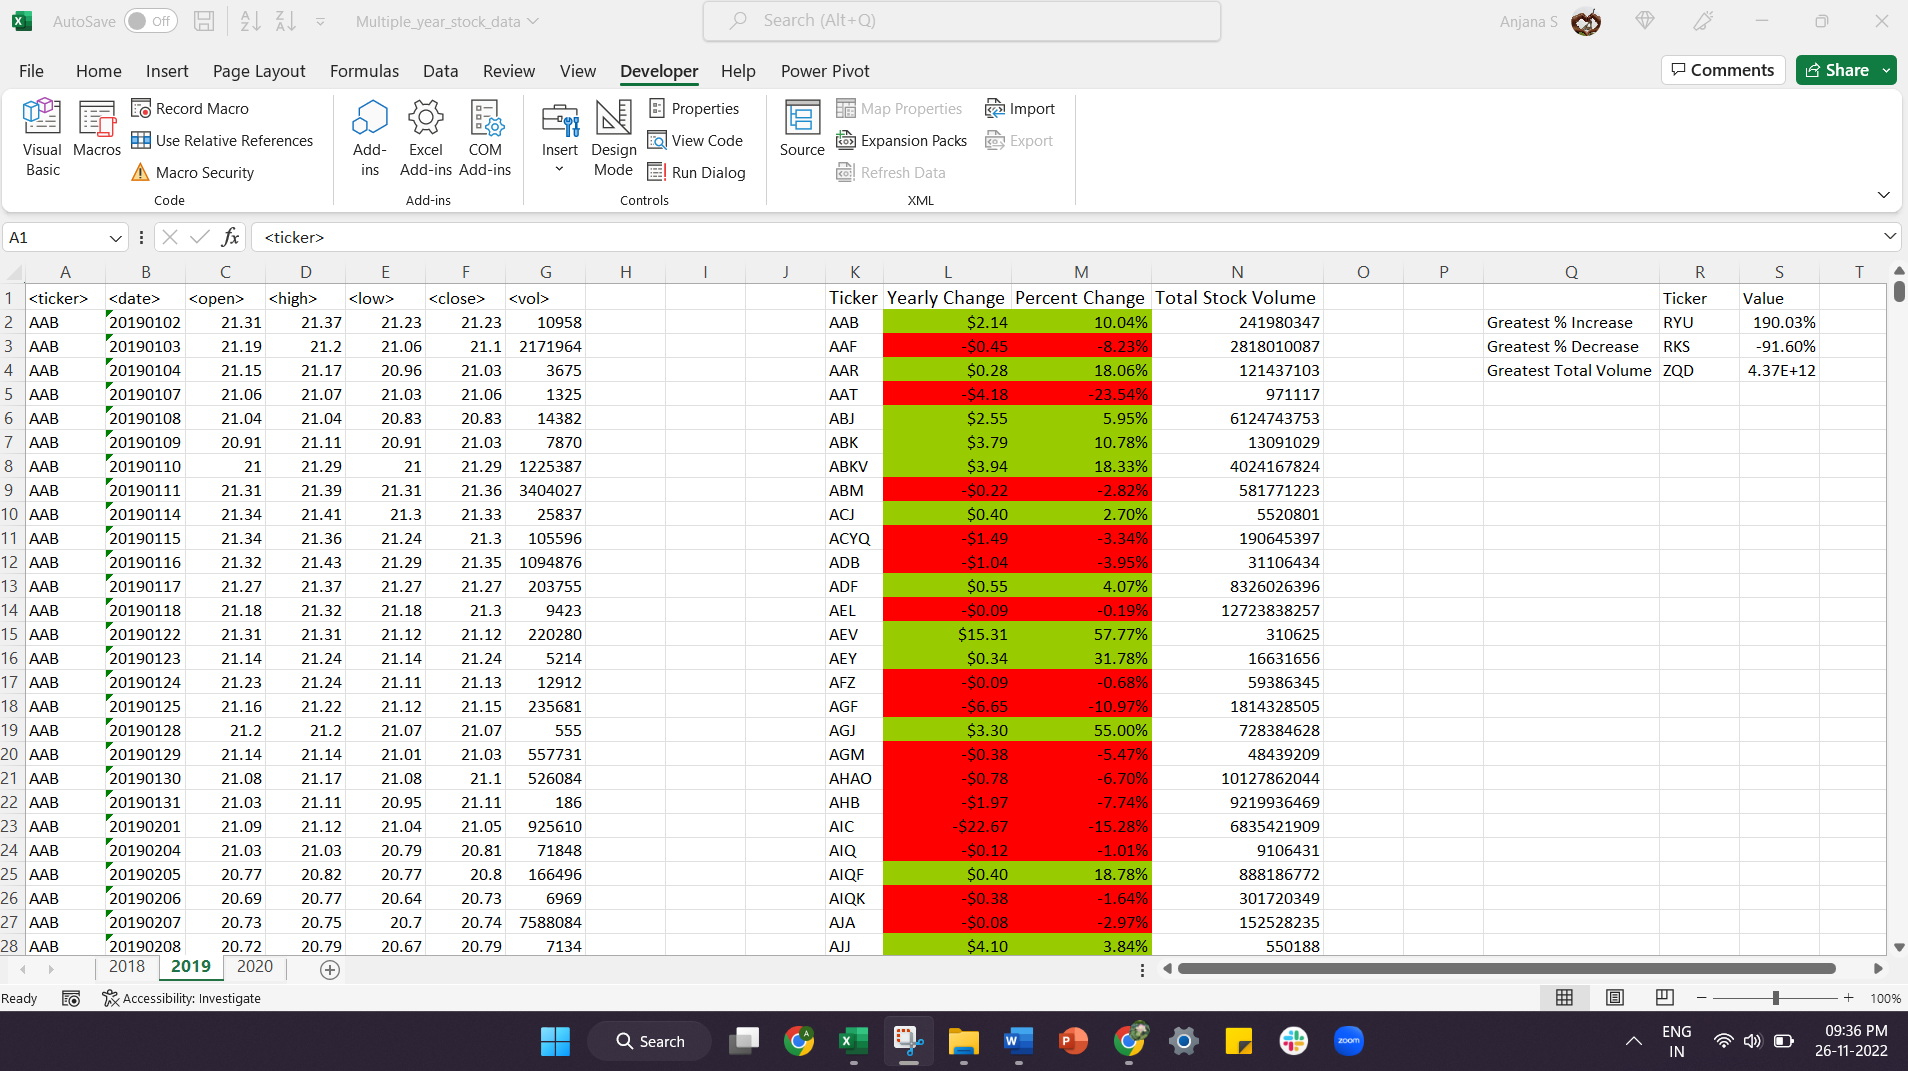 AutoSave Off Multiple_year_stock_data Search (Alt+Q) Anjana S
File Home Insert Page Layout Formulas Data Review View Developer Help Power Pivot Comments Share
Visual Basic
Macros
Record Macro
Use Relative References
Macro Security
Code
Add-ins
Excel Add-ins
COM Add-ins
Add-ins
Insert
Design Mode
Properties
View Code
Run Dialog
Controls
Source
Map Properties
Expansion Packs
Refresh Data
Import
Export
XML
A1 fx <ticker>
A B C D E F G H I J K L M N O P Q R S T
1 <ticker> <date> <open> <high> <low> <close> <vol> Ticker Yearly Change Percent Change Total Stock Volume Ticker Value
2 AAB 20190102 21.31 21.37 21.23 21.23 10958 AAB $2.14 10.04% 241980347 Greatest % Increase RYU 190.03%
3 AAB 20190103 21.19 21.2 21.06 21.1 2171964 AAF -$0.45 -8.23% 2818010087 Greatest % Decrease RKS -91.60%
4 AAB 20190104 21.15 21.17 20.96 21.03 3675 AAR $0.28 18.06% 121437103 Greatest Total Volume ZQD 4.37E+12
5 AAB 20190107 21.06 21.07 21.03 21.06 1325 AAT -$4.18 -23.54% 971117
6 AAB 20190108 21.04 21.04 20.83 20.83 14382 ABJ $2.55 5.95% 6124743753
7 AAB 20190109 20.91 21.11 20.91 21.03 7870 ABK $3.79 10.78% 13091029
8 AAB 20190110 21 21.29 21 21.29 1225387 ABKV $3.94 18.33% 4024167824
9 AAB 20190111 21.31 21.39 21.31 21.36 3404027 ABM -$0.22 -2.82% 581771223
10 AAB 20190114 21.34 21.41 21.3 21.33 25837 ACJ $0.40 2.70% 5520801
11 AAB 20190115 21.34 21.36 21.24 21.3 105596 ACYQ -$1.49 -3.34% 190645397
12 AAB 20190116 21.32 21.43 21.29 21.35 1094876 ADB -$1.04 -3.95% 31106434
13 AAB 20190117 21.27 21.37 21.27 21.27 203755 ADF $0.55 4.07% 8326026396
14 AAB 20190118 21.18 21.32 21.18 21.3 9423 AEL -$0.09 -0.19% 12723838257
15 AAB 20190122 21.31 21.31 21.12 21.12 220280 AEV $15.31 57.77% 310625
16 AAB 20190123 21.14 21.24 21.14 21.24 5214 AEY $0.34 31.78% 16631656
17 AAB 20190124 21.23 21.24 21.11 21.13 12912 AFZ -$0.09 -0.68% 59386345
18 AAB 20190125 21.16 21.22 21.12 21.15 235681 AGF -$6.65 -10.97% 1814328505
19 AAB 20190128 21.2 21.2 21.07 21.07 555 AGJ $3.30 55.00% 728384628
20 AAB 20190129 21.14 21.14 21.01 21.03 557731 AGM -$0.38 -5.47% 48439209
21 AAB 20190130 21.08 21.17 21.08 21.1 526084 AHAO -$0.78 -6.70% 10127862044
22 AAB 20190131 21.03 21.11 20.95 21.11 186 AHB -$1.97 -7.74% 9219936469
23 AAB 20190201 21.09 21.12 21.04 21.05 925610 AIC -$22.67 -15.28% 6835421909
24 AAB 20190204 21.03 21.03 20.79 20.81 71848 AIQ -$0.12 -1.01% 9106431
25 AAB 20190205 20.77 20.82 20.77 20.8 166496 AIQF $0.40 18.78% 888186772
26 AAB 20190206 20.69 20.77 20.64 20.73 6969 AIQK -$0.38 -1.64% 301720349
27 AAB 20190207 20.73 20.75 20.7 20.74 7588084 AJA -$0.08 -2.97% 152528235
28 AAB 20190208 20.72 20.79 20.67 20.79 7134 AJJ $4.10 3.84% 550188
2018 2019 2020
Ready Accessibility: Investigate 100%
Search zoom ENG IN 09:36 PM 26-11-2022